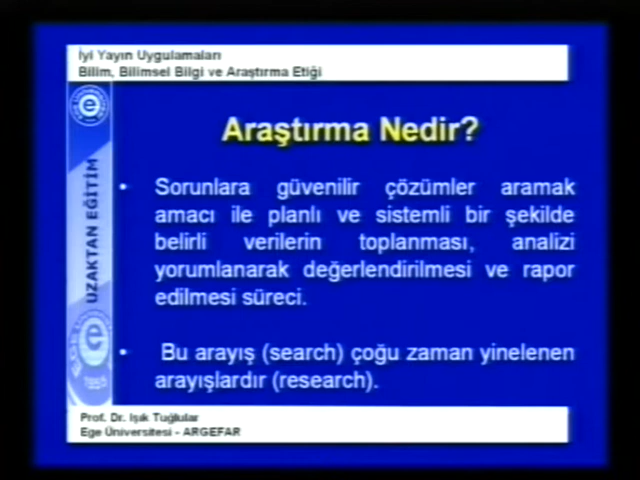 İyi Yayın Uygulamaları
Bilim, Bilimsel Bilgi ve Araştırma Etiği
UZAKTAN EĞİTİM
Araştırma Nedir?
• Sorunlara güvenilir çözümler aramak
amacı ile planlı ve sistemli bir şekilde
belirli verilerin toplanması, analizi
yorumlanarak değerlendirilmesi ve rapor
edilmesi süreci.
• Bu arayış (search) çoğu zaman yinelenen
arayışlardır (research).
EGE
1955
Prof. Dr. Işık Tuğlular
Ege Üniversitesi - ARGEFAR